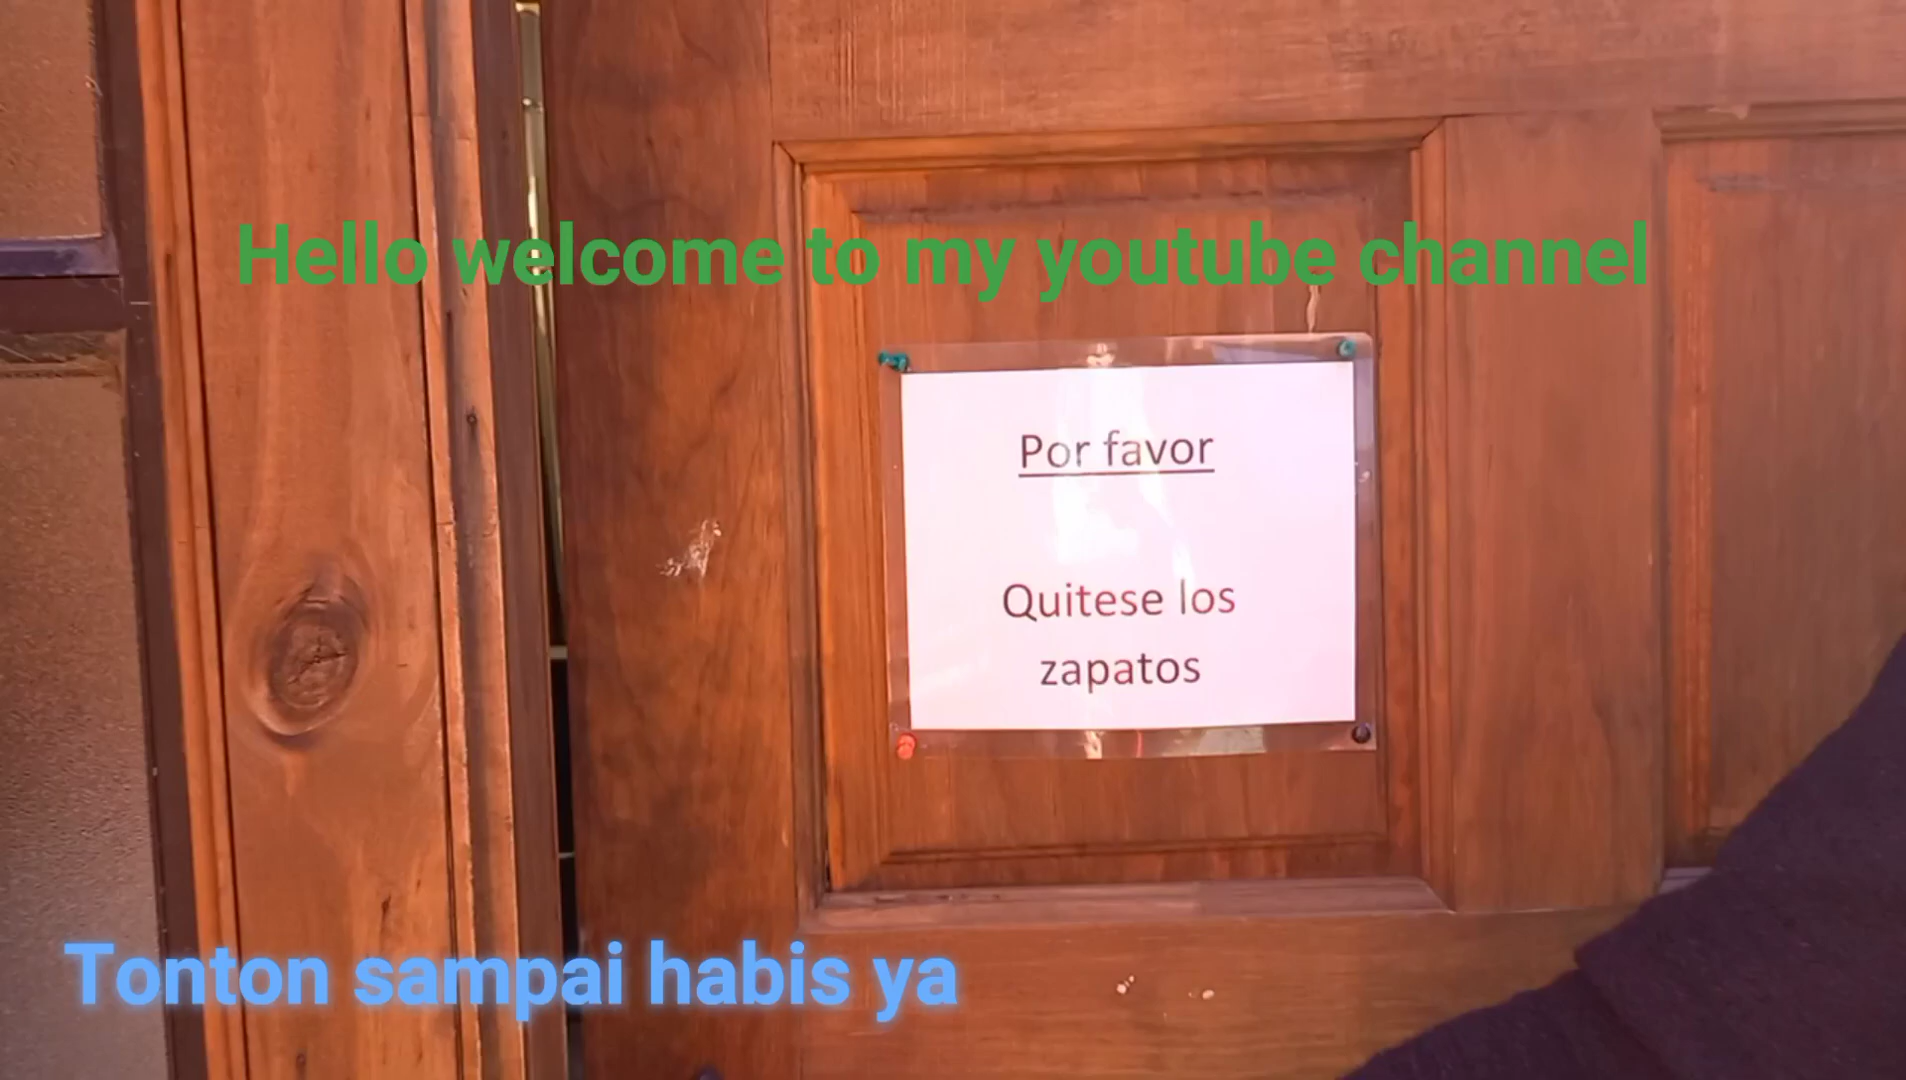 Hello welcome to my youtube channel
Por favor
Quitese los
zapatos
Tonton sampai habis ya